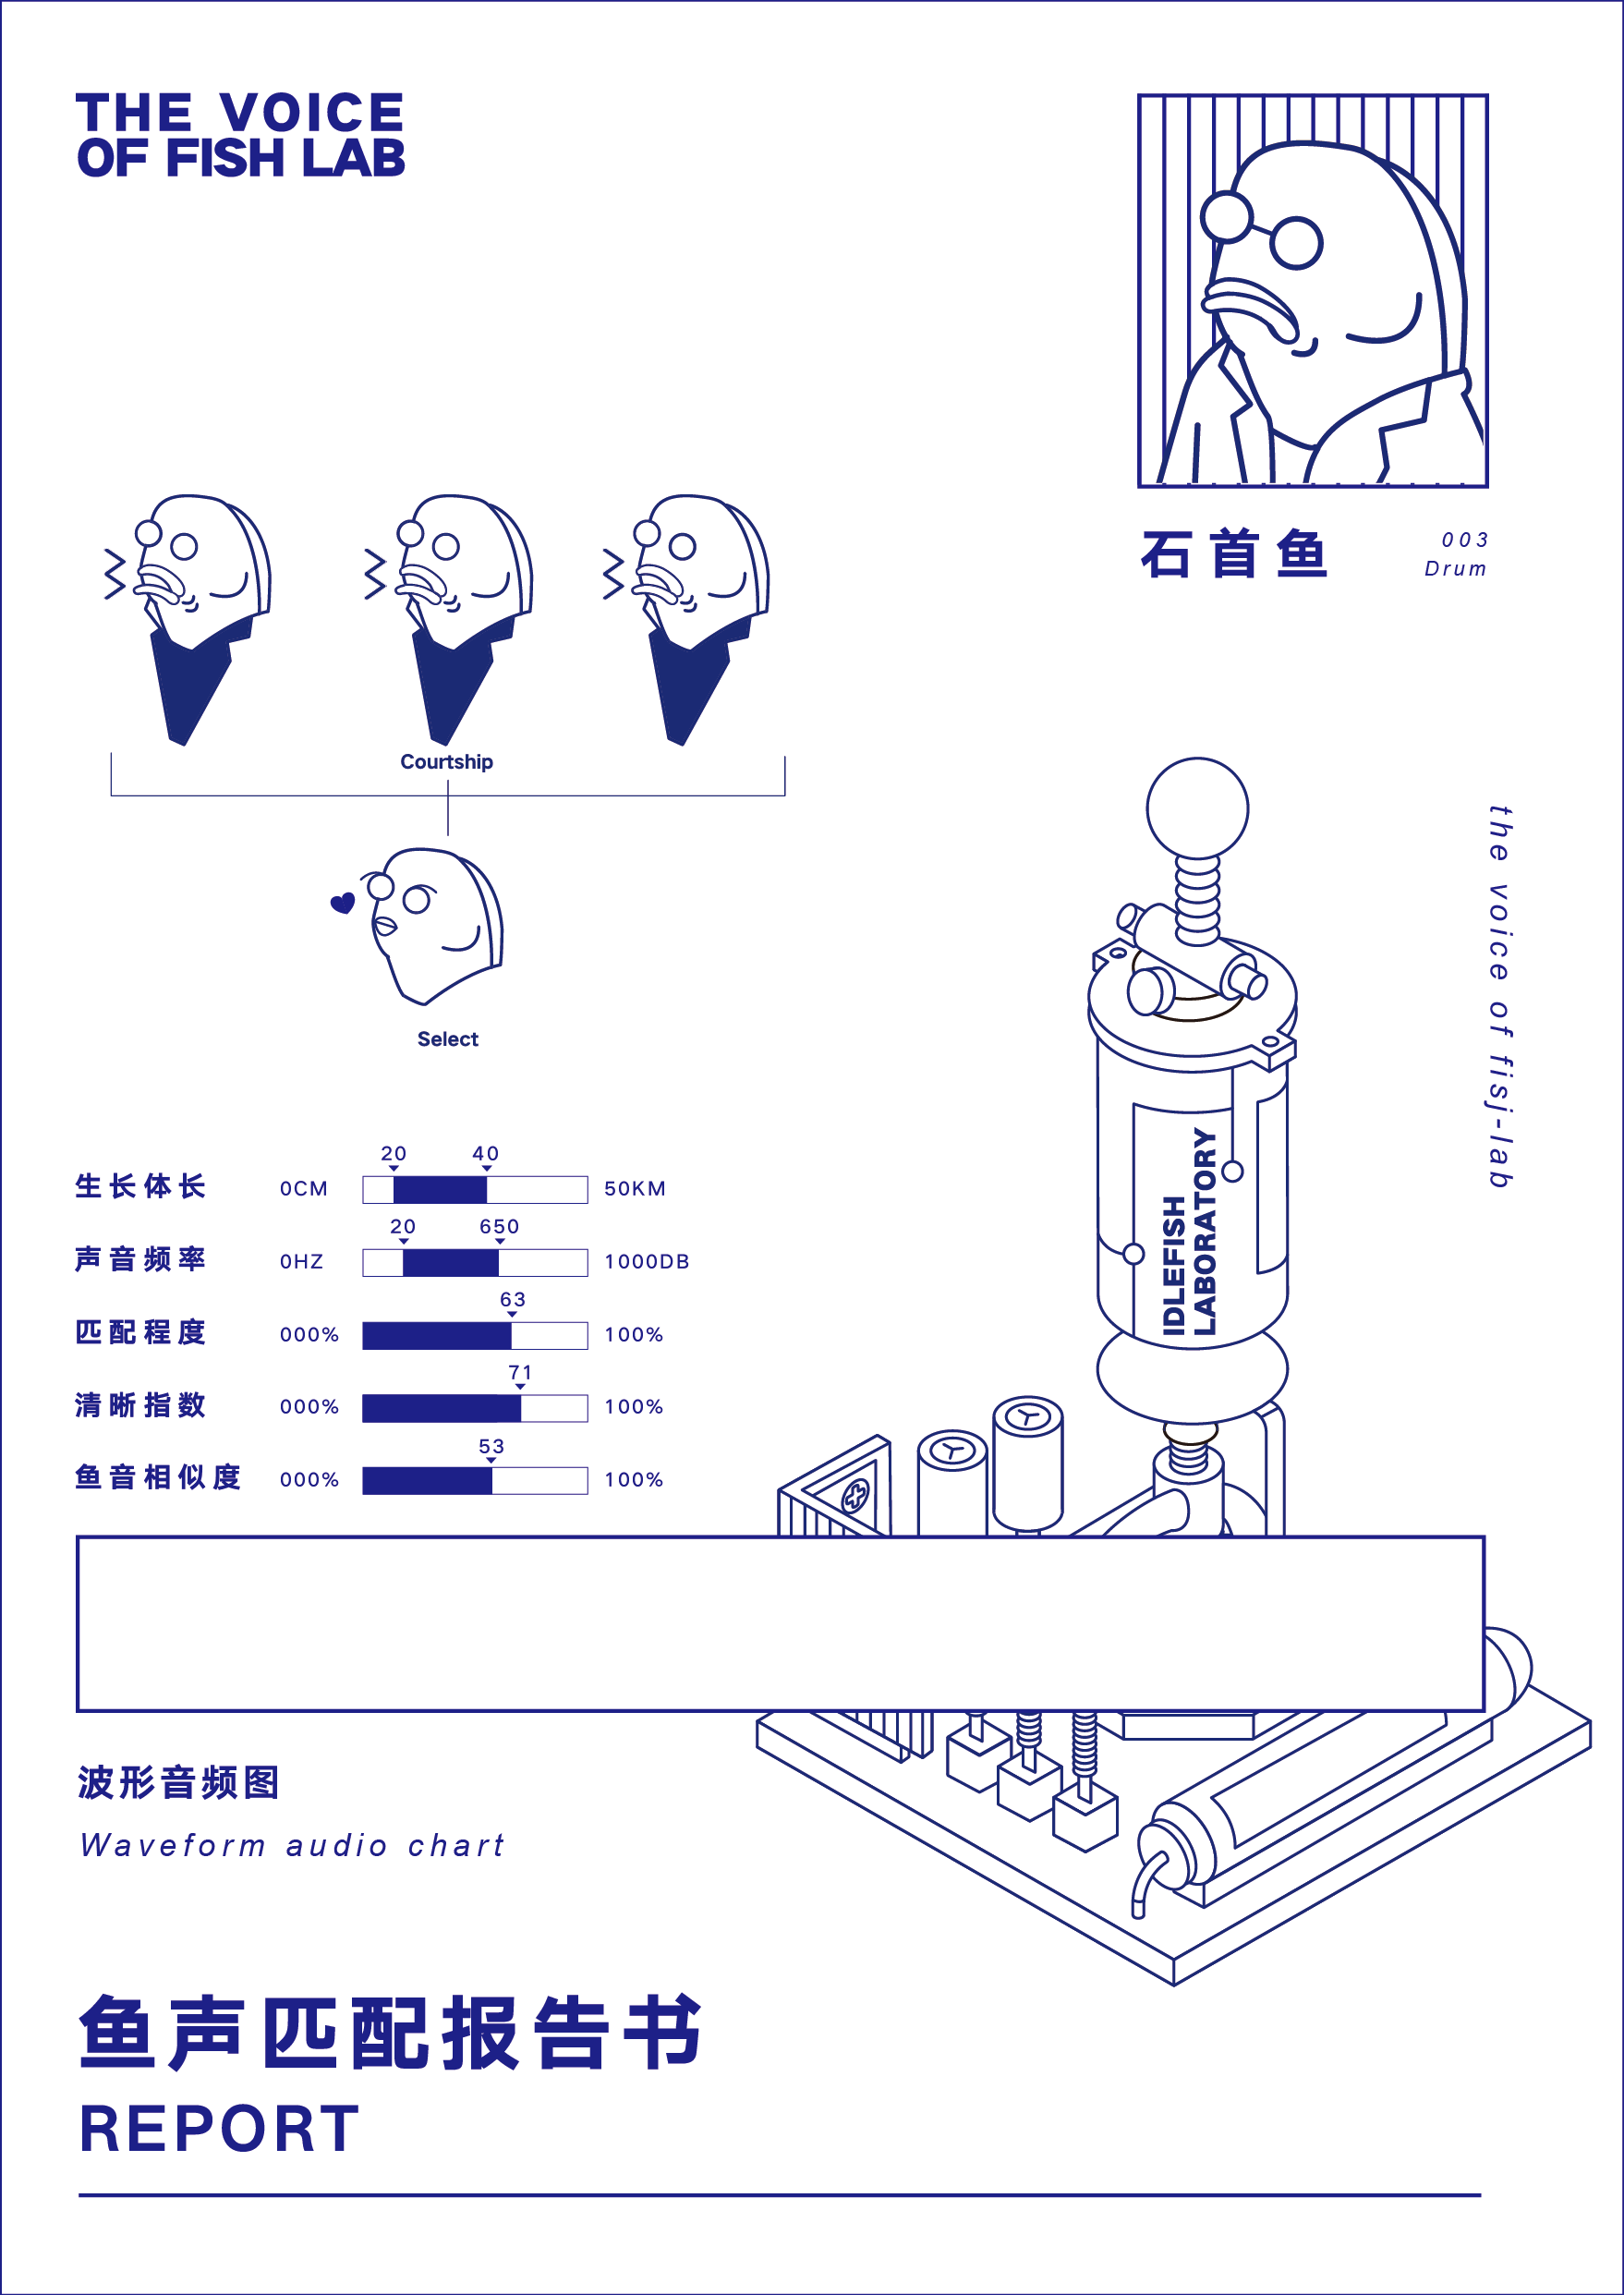 THE VOICE
OF FISH LAB
石首鱼
003
Drum
Courtship
Select
the voice of fisj-lab
IDLEFISH
LABORATORY
20 40
生长体长 0CM 50KM
20 650
声音频率 0HZ 1000DB
63
匹配程度 000% 100%
71
清晰指数 000% 100%
53
鱼音相似度 000% 100%
波形音频图
Waveform audio chart
鱼声匹配报告书
REPORT